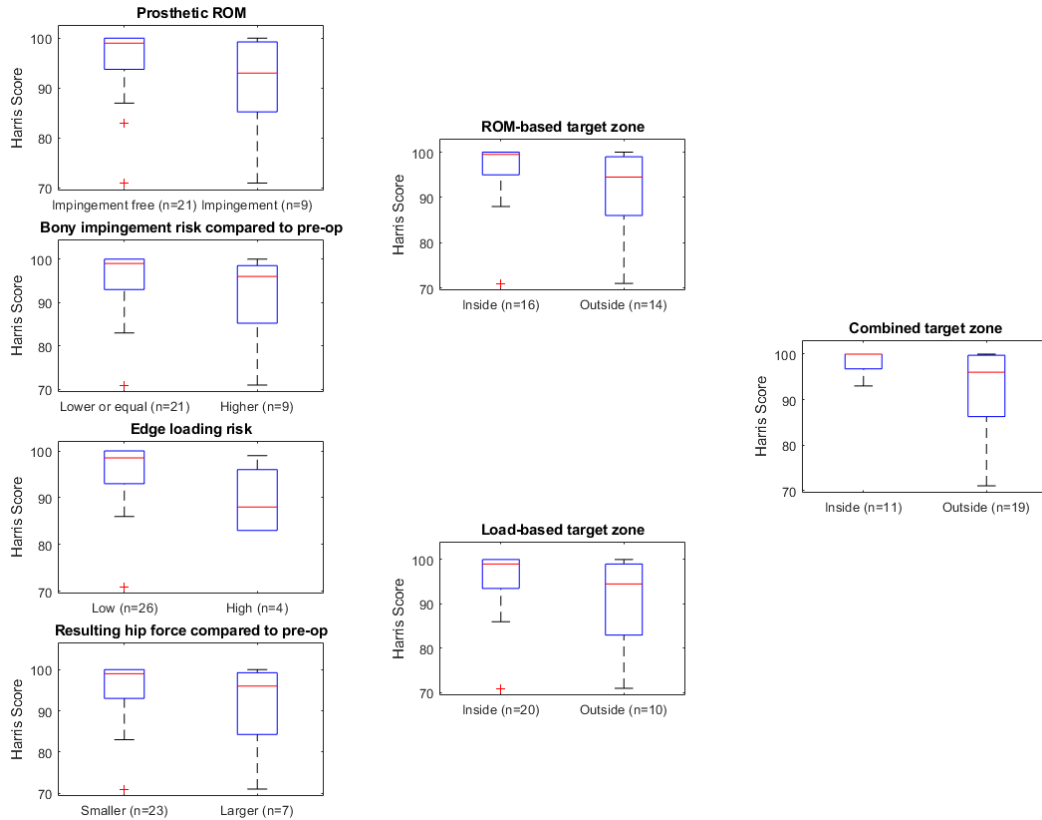 Prosthetic ROM
Harris Score
100
90
80
70
Impingement free (n=21) Impingement (n=9)
Bony impingement risk compared to pre-op
Harris Score
100
90
80
70
Lower or equal (n=21) Higher (n=9)
Edge loading risk
Harris Score
100
90
80
70
Low (n=26) High (n=4)
Resulting hip force compared to pre-op
Harris Score
100
90
80
70
Smaller (n=23) Larger (n=7)
ROM-based target zone
Harris Score
100
90
80
70
Inside (n=16) Outside (n=14)
Load-based target zone
Harris Score
100
90
80
70
Inside (n=20) Outside (n=10)
Combined target zone
Harris Score
100
90
80
70
Inside (n=11) Outside (n=19)